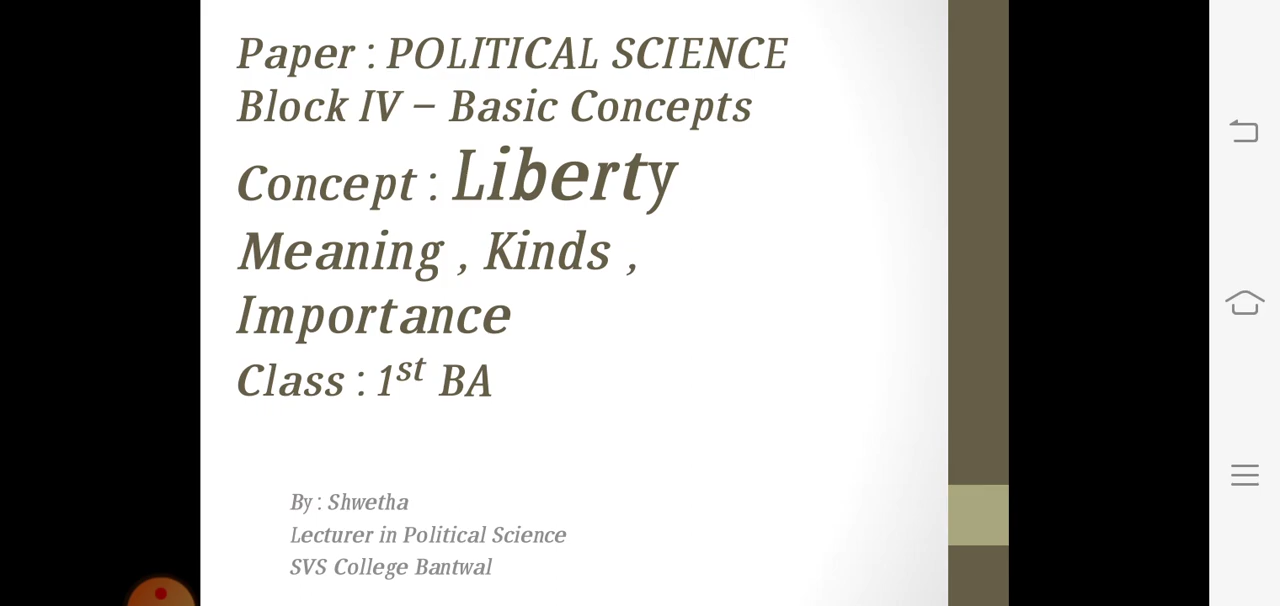 Paper : POLITICAL SCIENCE
Block IV – Basic Concepts
Concept : Liberty
Meaning , Kinds ,
Importance
Class : 1st BA
By : Shwetha
Lecturer in Political Science
SVS College Bantwal